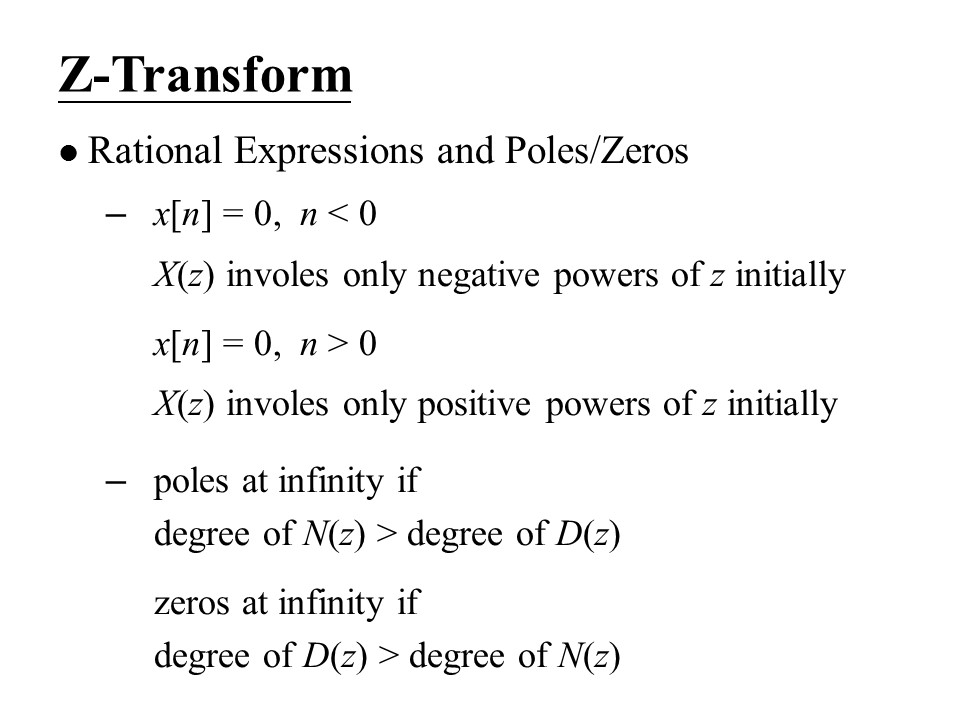 Z-Transform
● Rational Expressions and Poles/Zeros
– x[n] = 0, n < 0
X(z) involes only negative powers of z initially
x[n] = 0, n > 0
X(z) involes only positive powers of z initially
– poles at infinity if
degree of N(z) > degree of D(z)
zeros at infinity if
degree of D(z) > degree of N(z)